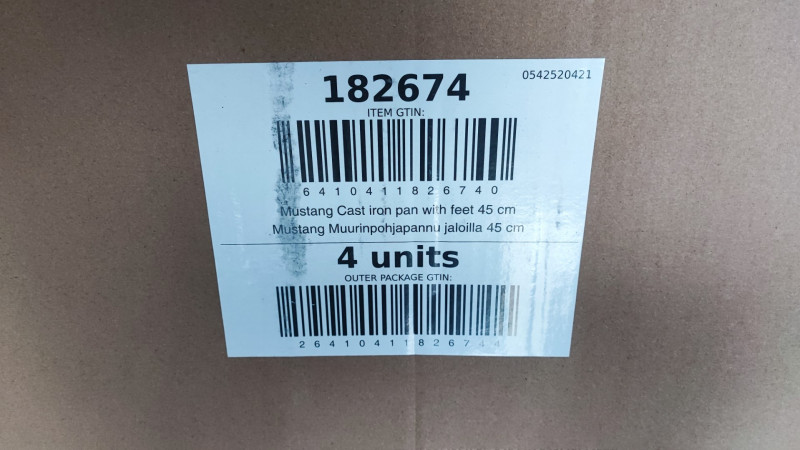 0542520421
182674
ITEM GTIN:
6410411826740
Mustang Cast iron pan with feet 45 cm
Mustang Muurinpohjapannu jaloilla 45 cm
4 units
OUTER PACKAGE GTIN:
26410411826744